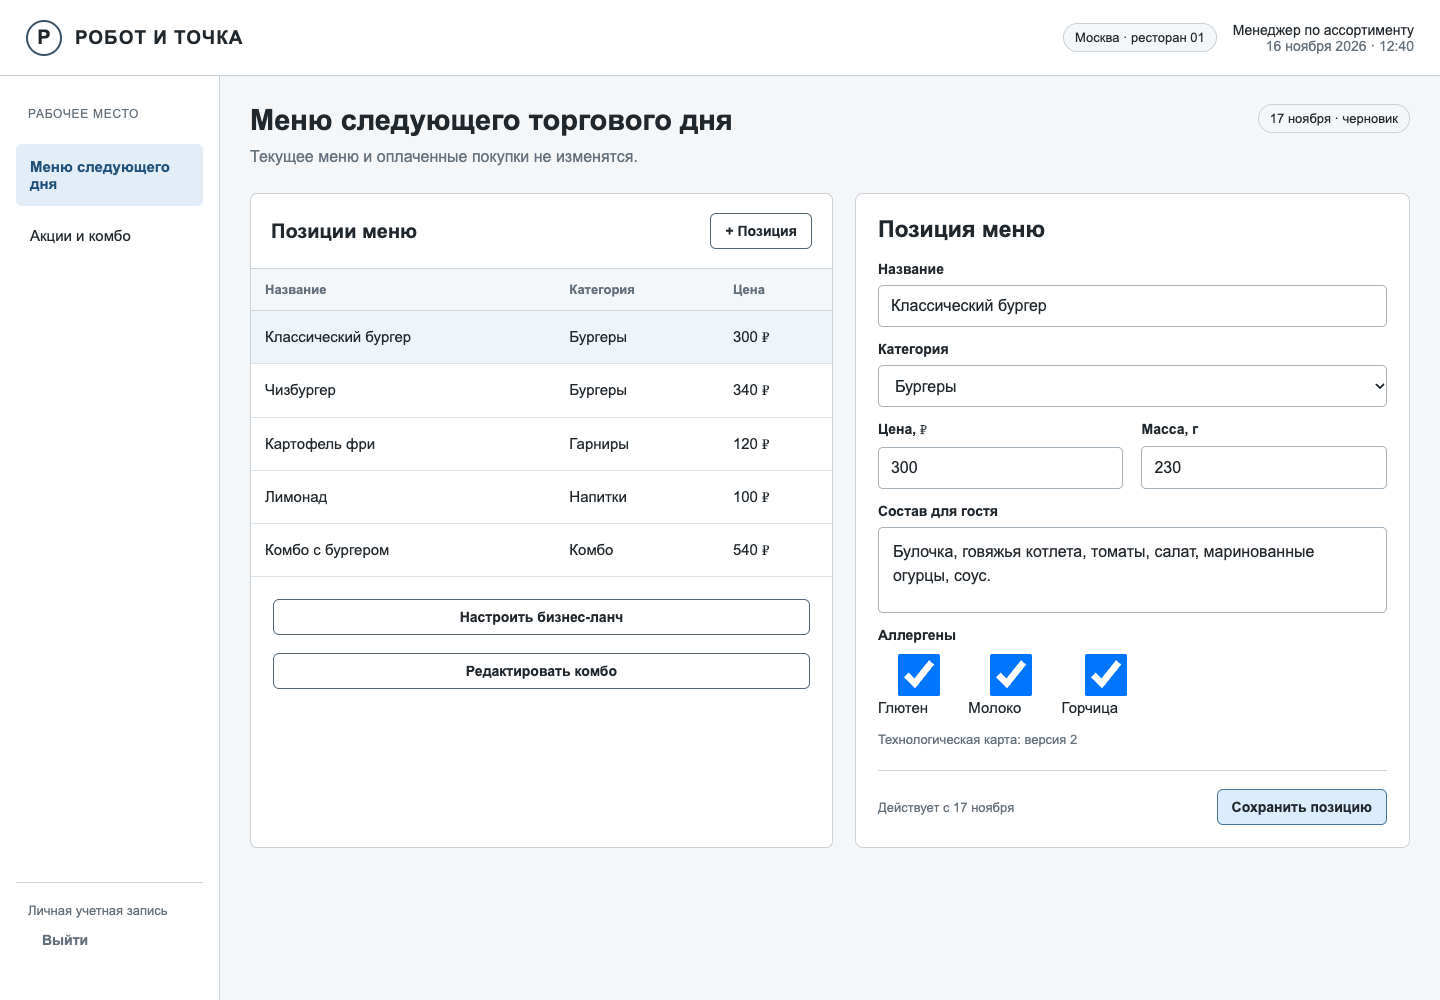 Р РОБОТ И ТОЧКА
Москва · ресторан 01
Менеджер по ассортименту
16 ноября 2026 · 12:40
РАБОЧЕЕ МЕСТО
Меню следующего
дня
Акции и комбо
Личная учетная запись
Выйти
Меню следующего торгового дня
17 ноября · черновик
Текущее меню и оплаченные покупки не изменятся.
Позиции меню
+ Позиция
Название Категория Цена
Классический бургер Бургеры 300 ₽
Чизбургер Бургеры 340 ₽
Картофель фри Гарниры 120 ₽
Лимонад Напитки 100 ₽
Комбо с бургером Комбо 540 ₽
Настроить бизнес-ланч
Редактировать комбо
Позиция меню
Название
Классический бургер
Категория
Бургеры
Цена, ₽ Масса, г
300 230
Состав для гостя
Булочка, говяжья котлета, томаты, салат, маринованные
огурцы, соус.
Аллергены
Глютен Молоко Горчица
Технологическая карта: версия 2
Действует с 17 ноября
Сохранить позицию